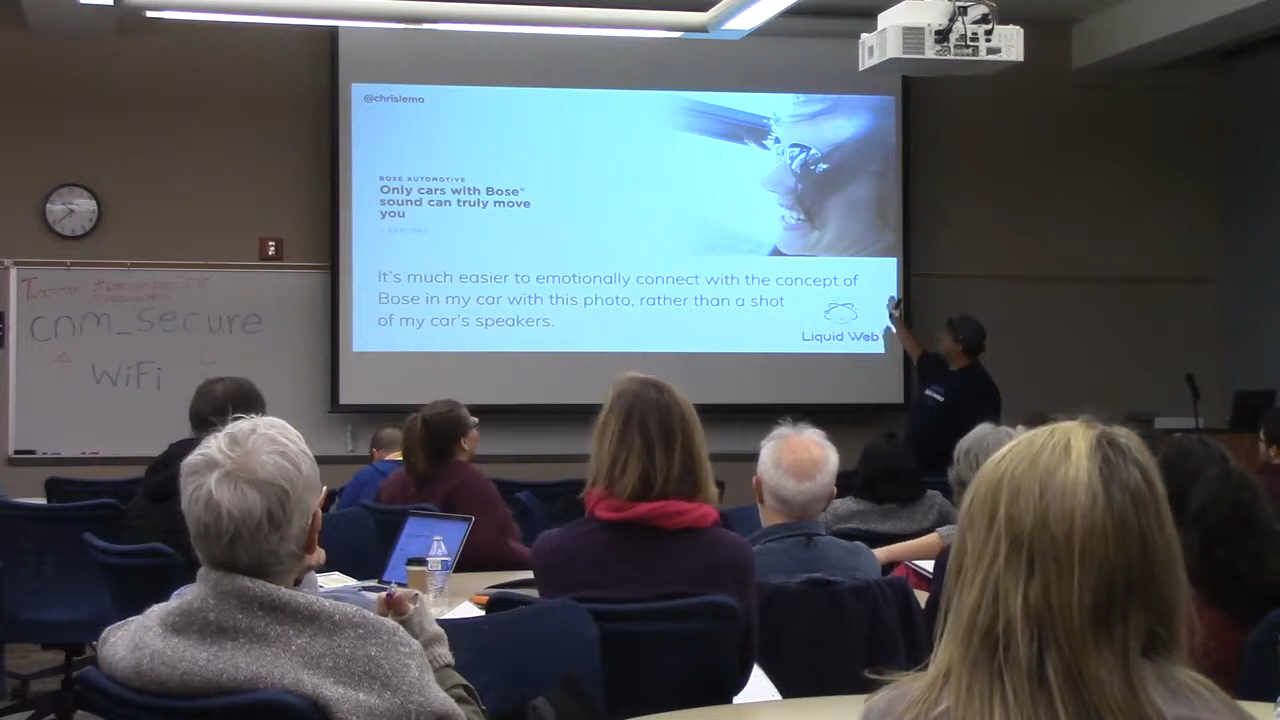 @chrislema
BOSE AUTOMOTIVE
Only cars with Bose®
sound can truly move
you
It's much easier to emotionally connect with the concept of
Bose in my car with this photo, rather than a shot
of my car's speakers.
Liquid Web
cnm_secure
WiFi